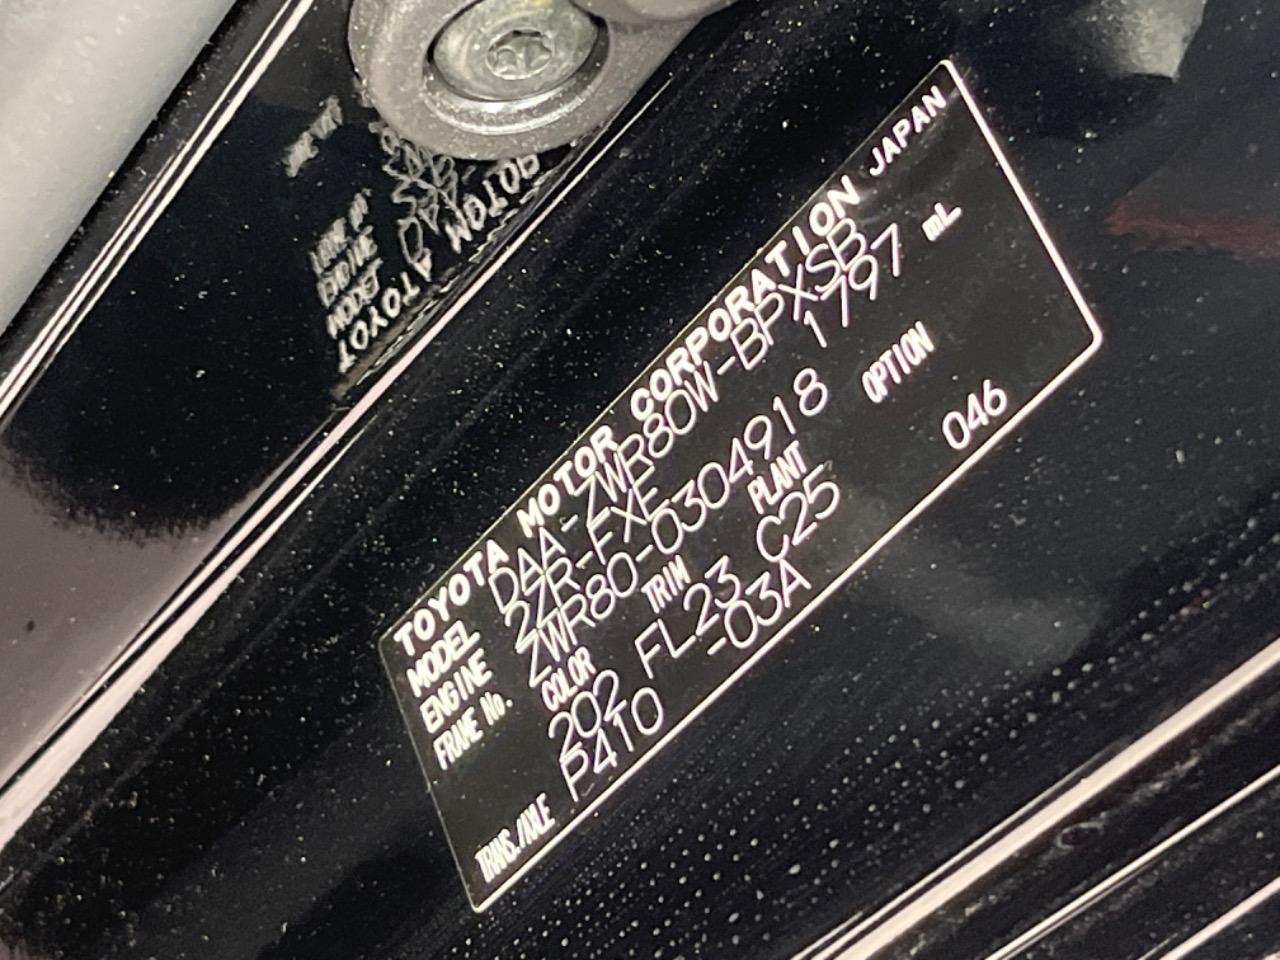 TOYOTA MOTOR CORPORATION JAPAN
MODEL DAA-ZWR80W-BPXSB
ENGINE 2ZR-FXE 1797 mL
FRAME No. ZWR80-0304918
COLOR TRIM PLANT OPTION
202 FL23 C25 046
TRANS./AXLE P410 -03A